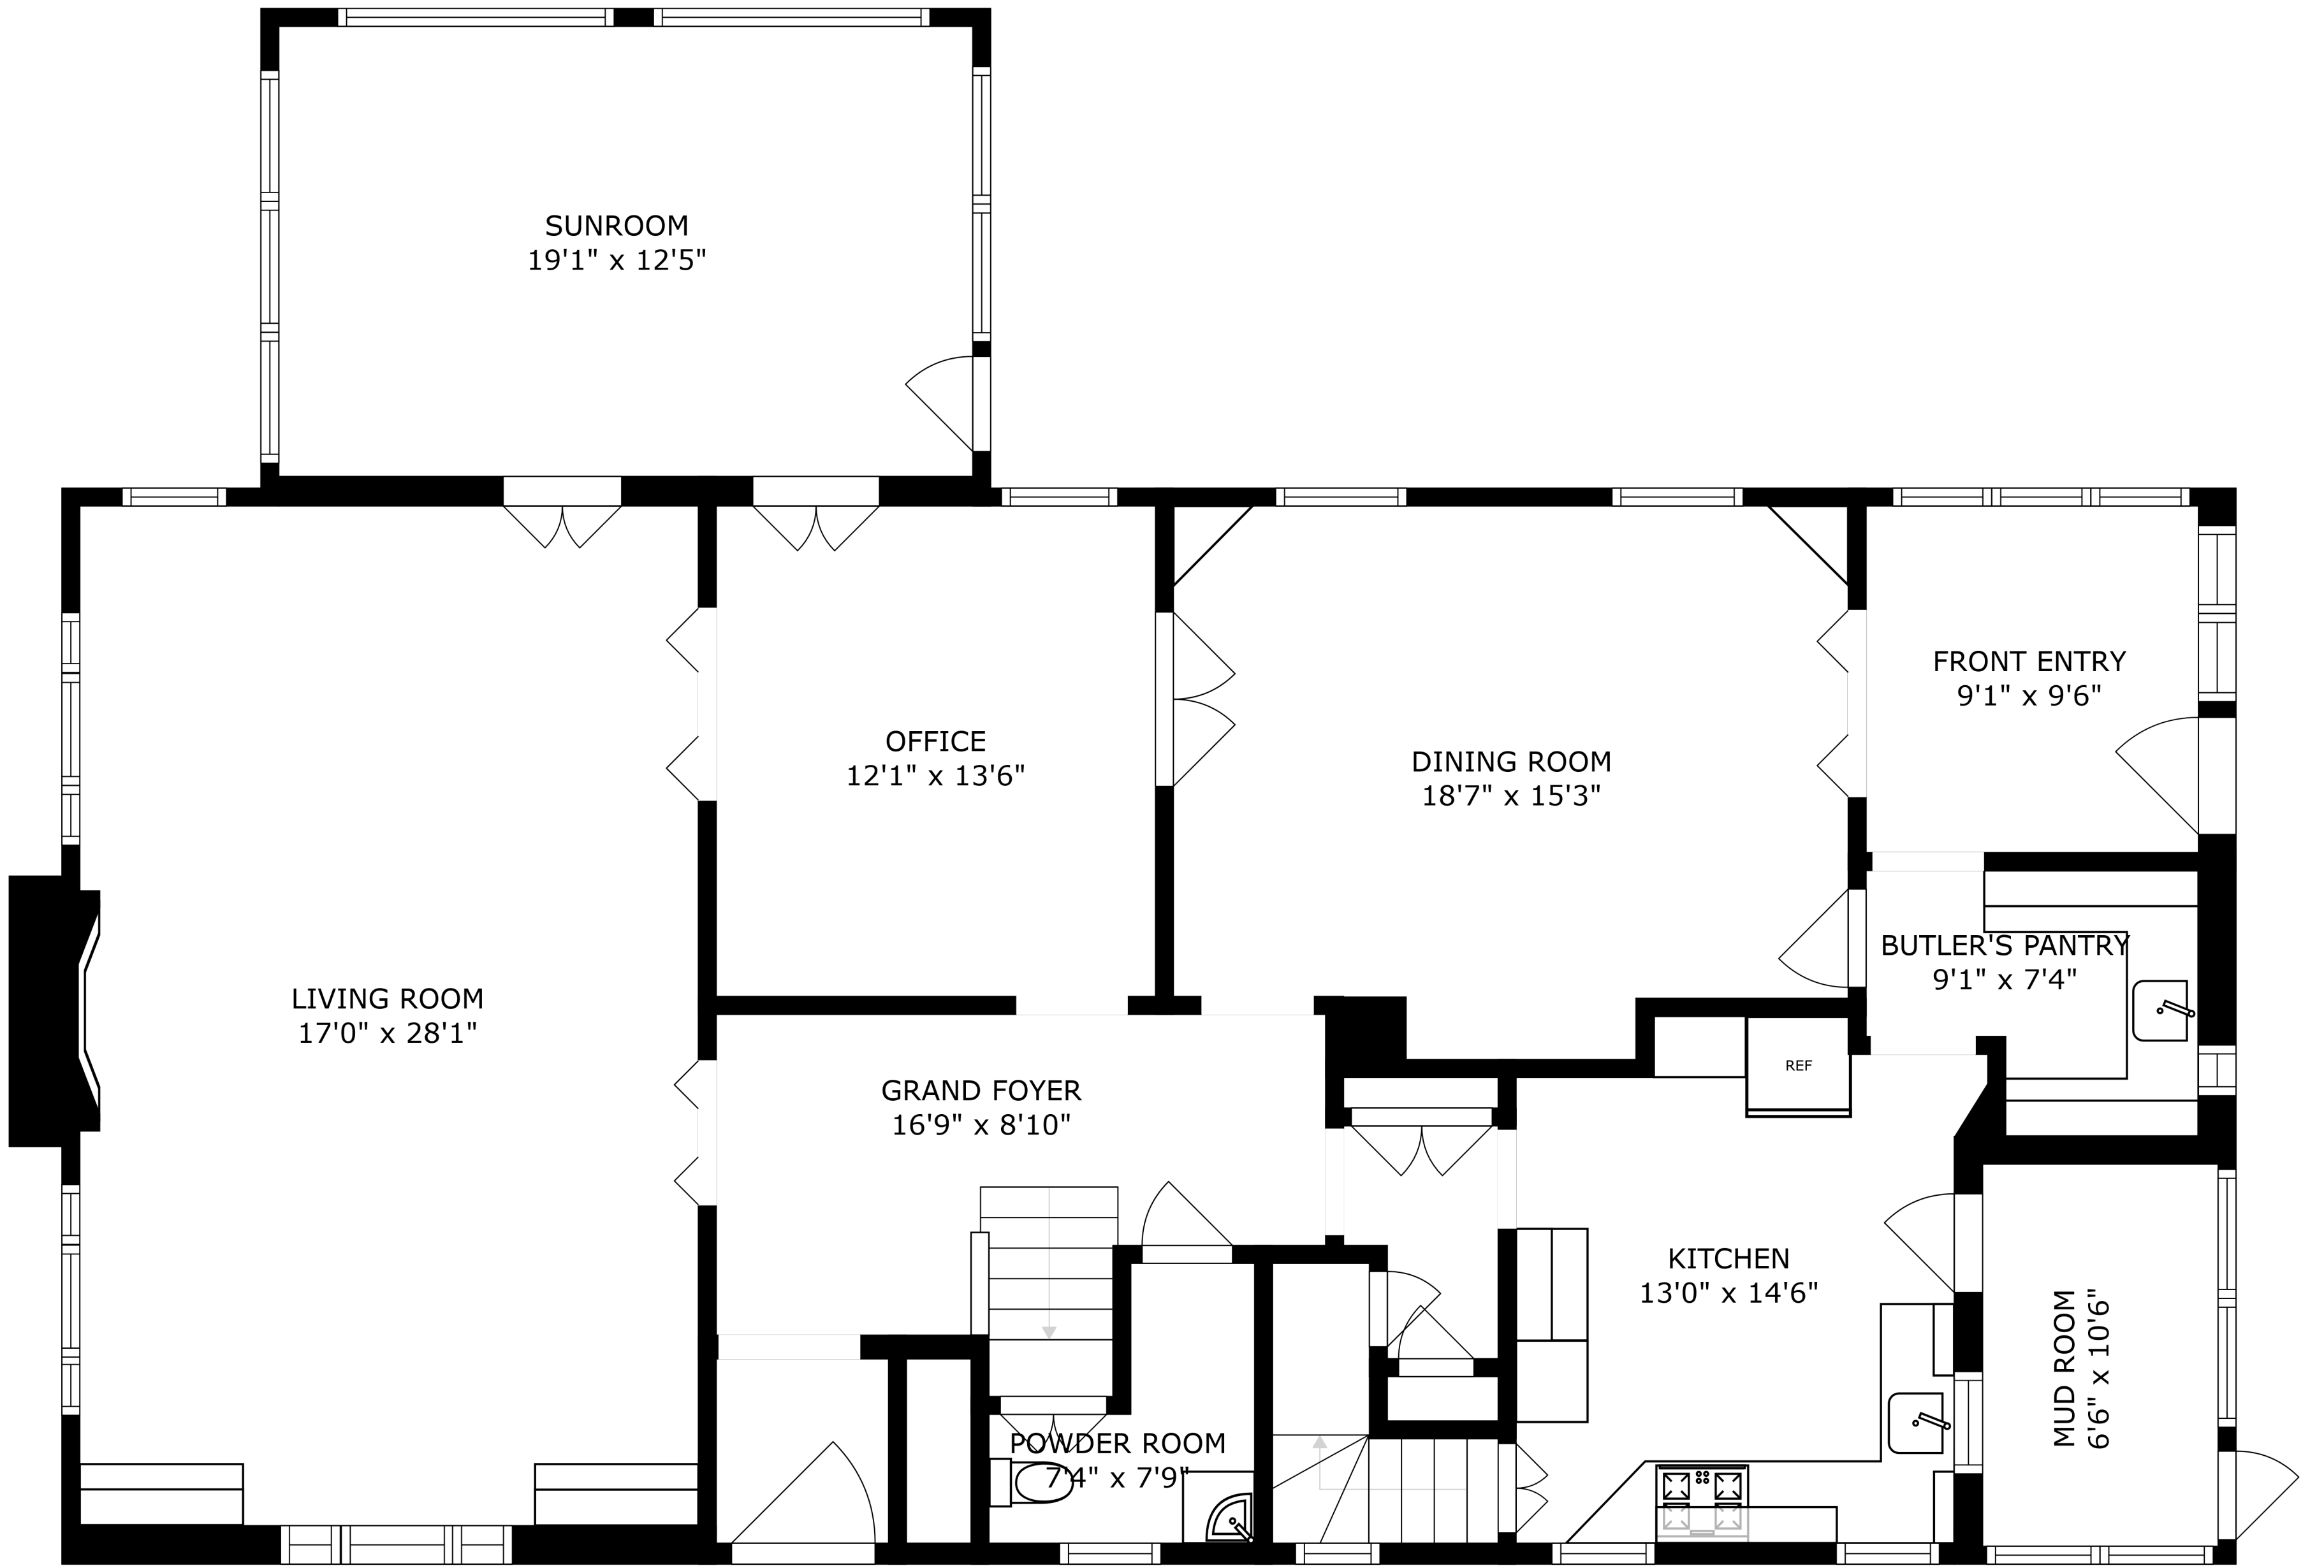 SUNROOM
19'1" x 12'5"
FRONT ENTRY
9'1" x 9'6"
OFFICE
12'1" x 13'6"
DINING ROOM
18'7" x 15'3"
BUTLER'S PANTRY
9'1" x 7'4"
LIVING ROOM
17'0" x 28'1"
REF
GRAND FOYER
16'9" x 8'10"
KITCHEN
13'0" x 14'6"
MUD ROOM
6'6" x 10'6"
POWDER ROOM
7'4" x 7'9"